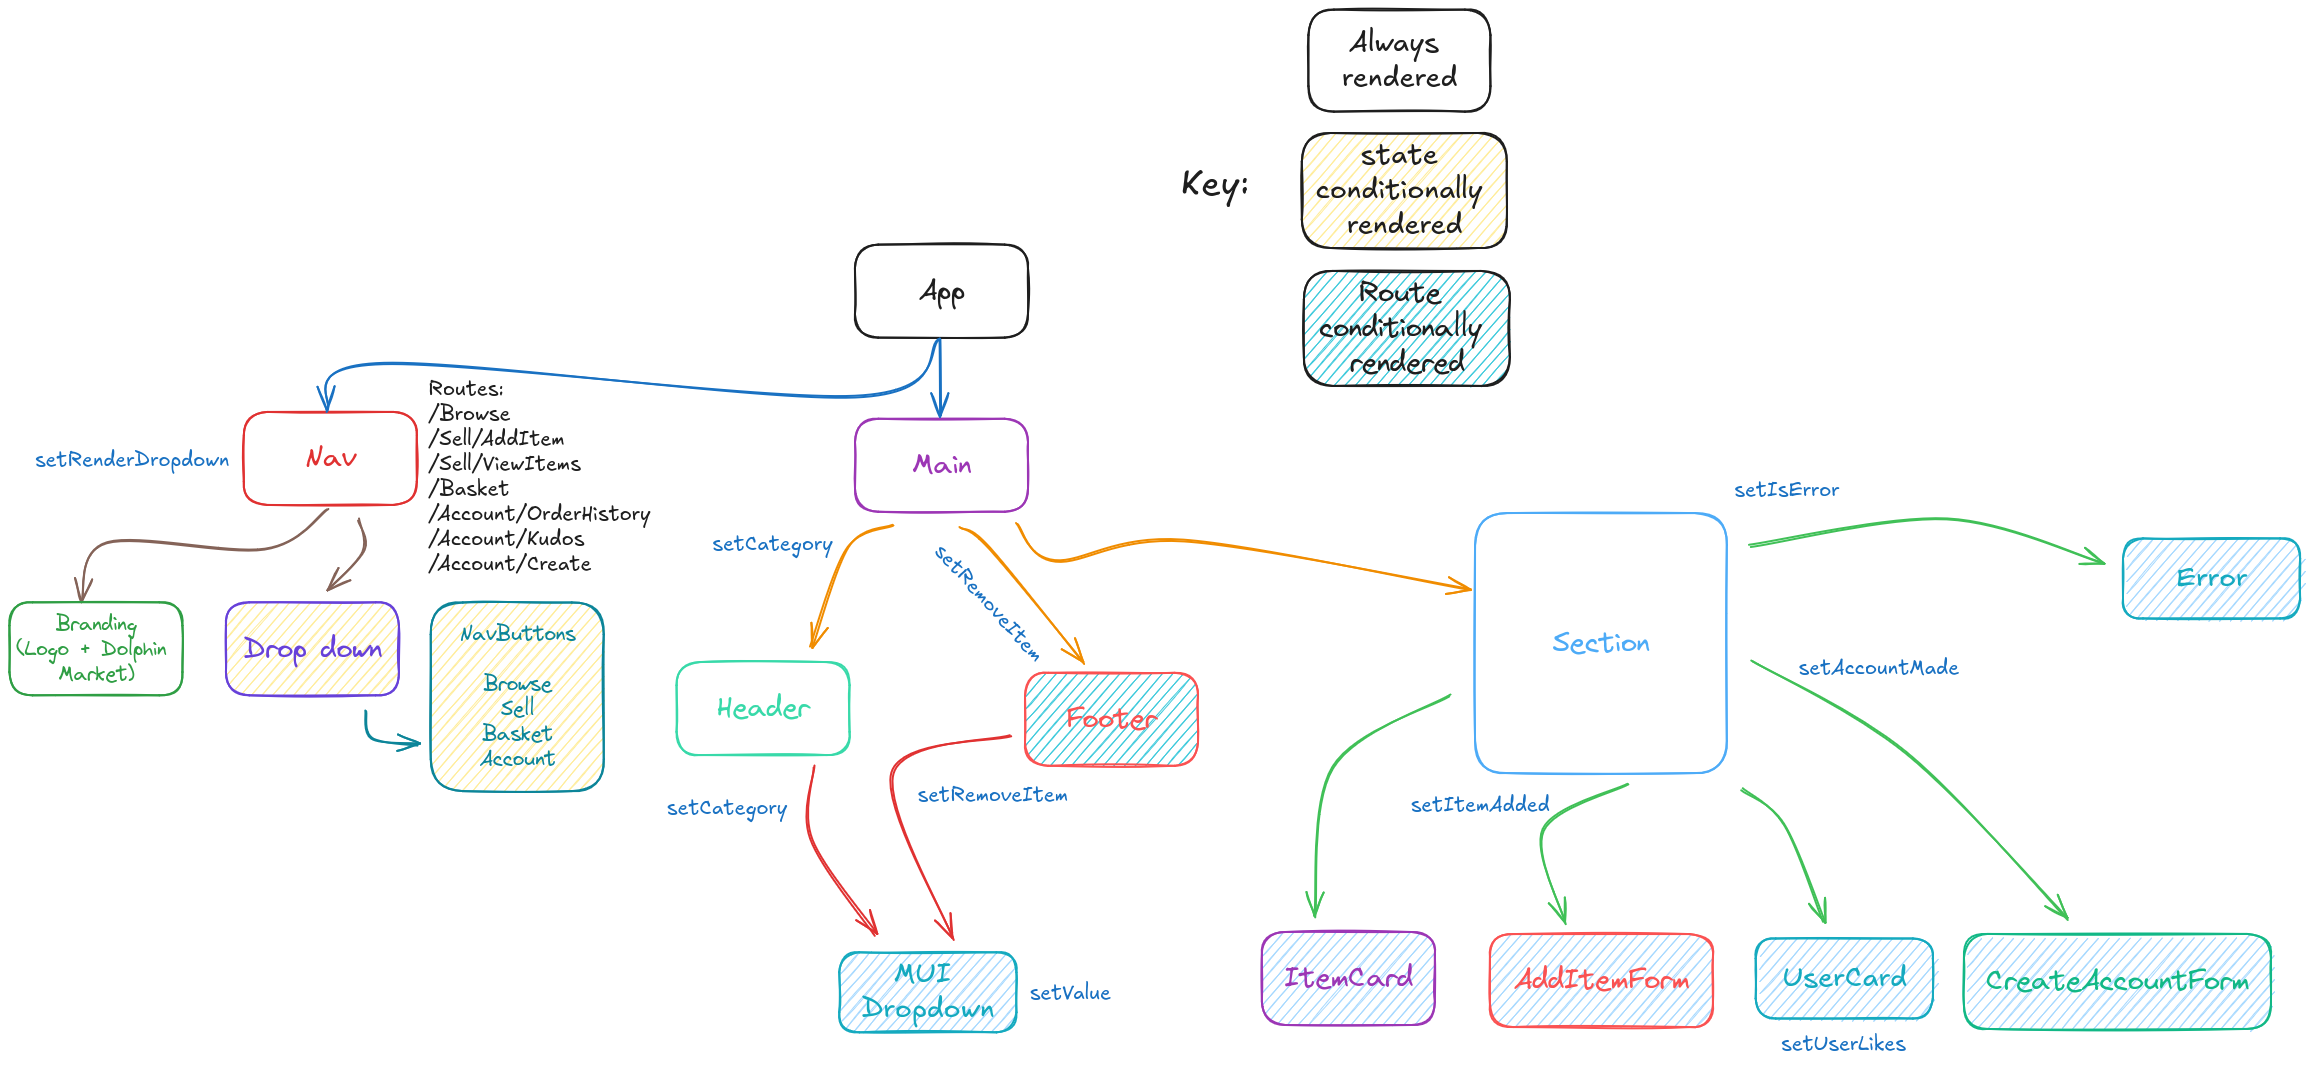 Always
rendered
Key:
state
conditionally
rendered
Route
conditionally
rendered
App
Routes:
/Browse
/Sell/AddItem
/Sell/ViewItems
/Basket
/Account/OrderHistory
/Account/Kudos
/Account/Create
setRenderDropdown
Nav
Main
setCategory
setRemoveItem
setIsError
Error
Section
setAccountMade
Branding
(Logo + Dolphin
Market)
Drop down
NavButtons
Browse
Sell
Basket
Account
Header
Footer
setCategory
setRemoveItem
setItemAdded
MUI
Dropdown
setValue
ItemCard
AddItemForm
UserCard
CreateAccountForm
setUserLikes